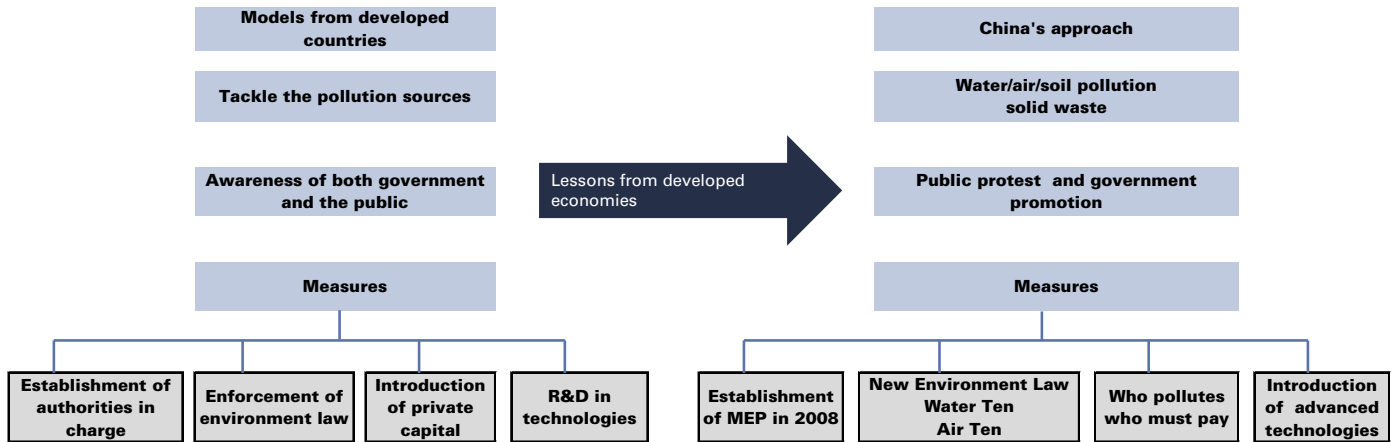 Models from developed
countries
Tackle the pollution sources
Awareness of both government
and the public
Measures
Establishment of
authorities in
charge
Enforcement of
environment law
Introduction
of private
capital
R&D in
technologies
Lessons from developed
economies
China's approach
Water/air/soil pollution
solid waste
Public protest and government
promotion
Measures
Establishment
of MEP in 2008
New Environment Law
Water Ten
Air Ten
Who pollutes
who must pay
Introduction
of advanced
technologies